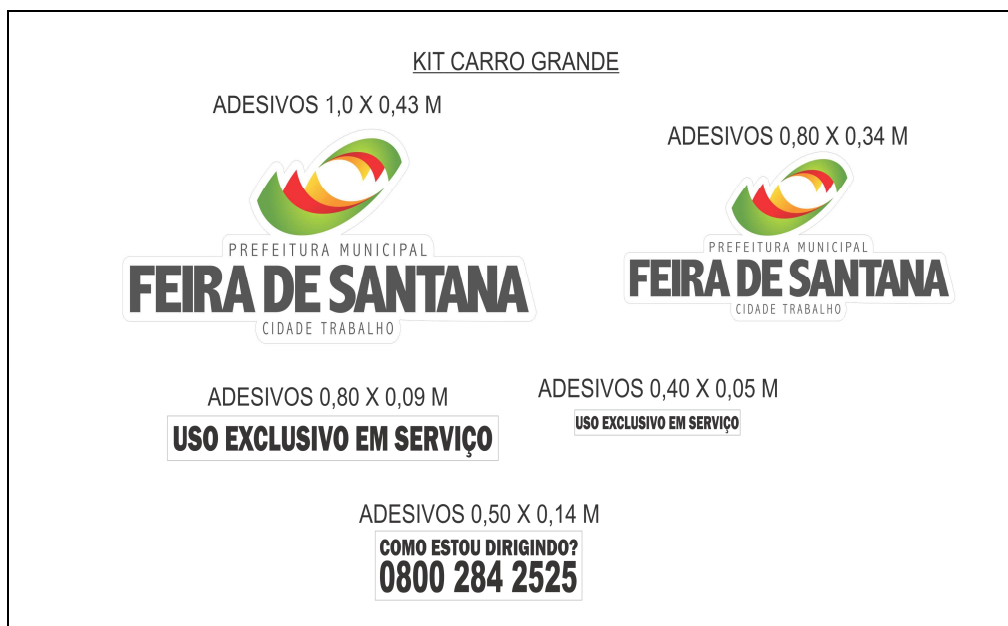 KIT CARRO GRANDE
ADESIVOS 1,0 X 0,43 M
PREFEITURA MUNICIPAL
FEIRA DE SANTANA
CIDADE TRABALHO
ADESIVOS 0,80 X 0,34 M
PREFEITURA MUNICIPAL
FEIRA DE SANTANA
CIDADE TRABALHO
ADESIVOS 0,80 X 0,09 M
USO EXCLUSIVO EM SERVIÇO
ADESIVOS 0,40 X 0,05 M
USO EXCLUSIVO EM SERVIÇO
ADESIVOS 0,50 X 0,14 M
COMO ESTOU DIRIGINDO?
0800 284 2525